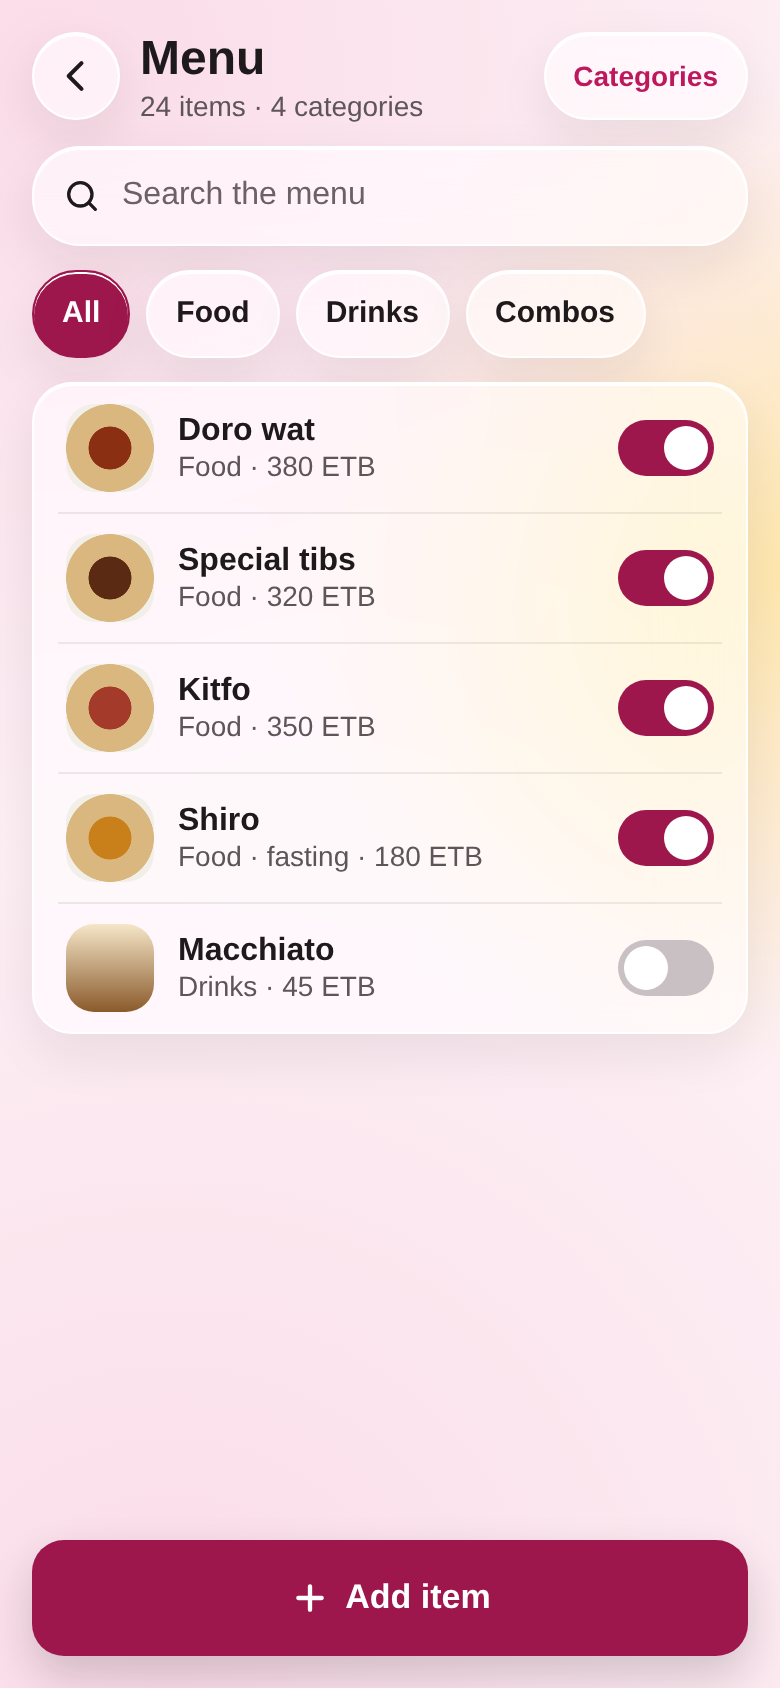 Menu
24 items · 4 categories
Categories
Search the menu
All
Food
Drinks
Combos
Doro wat
Food · 380 ETB
Special tibs
Food · 320 ETB
Kitfo
Food · 350 ETB
Shiro
Food · fasting · 180 ETB
Macchiato
Drinks · 45 ETB
Add item